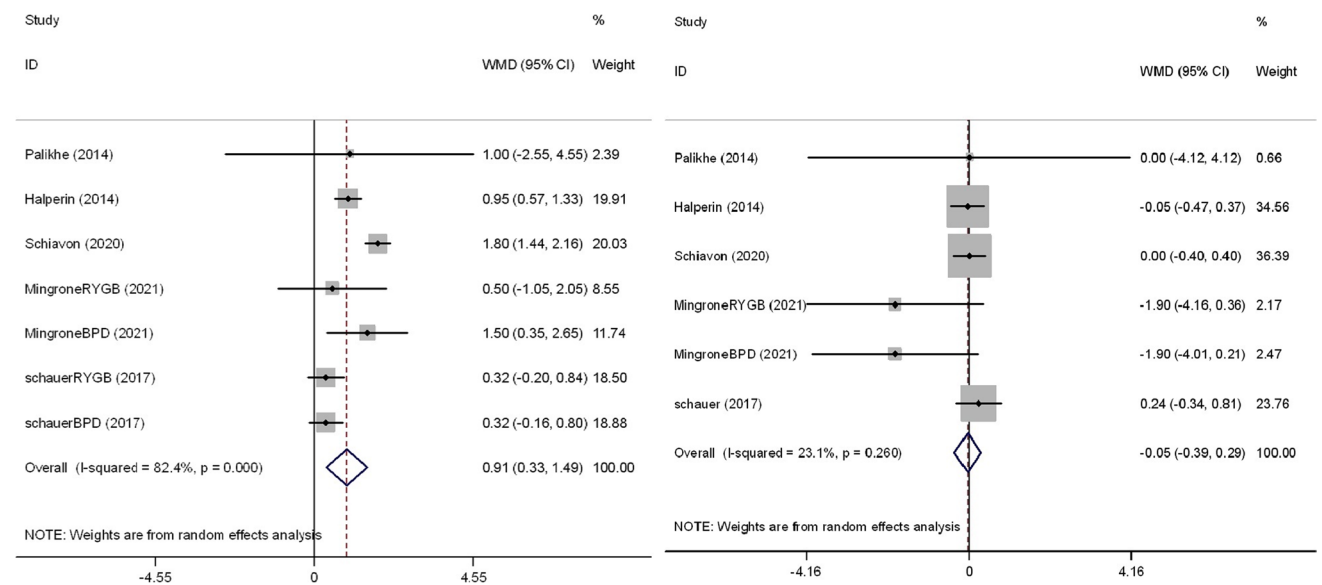 Study %
ID WMD (95% CI) Weight
Palikhe (2014) 1.00 (-2.55, 4.55) 2.39
Halperin (2014) 0.95 (0.57, 1.33) 19.91
Schiavon (2020) 1.80 (1.44, 2.16) 20.03
MingroneRYGB (2021) 0.50 (-1.05, 2.05) 8.55
MingroneBPD (2021) 1.50 (0.35, 2.65) 11.74
schauerRYGB (2017) 0.32 (-0.20, 0.84) 18.50
schauerBPD (2017) 0.32 (-0.16, 0.80) 18.88
Overall (I-squared = 82.4%, p = 0.000) 0.91 (0.33, 1.49) 100.00
NOTE: Weights are from random effects analysis
-4.55 0 4.55
Study %
ID WMD (95% CI) Weight
Palikhe (2014) 0.00 (-4.12, 4.12) 0.66
Halperin (2014) -0.05 (-0.47, 0.37) 34.56
Schiavon (2020) 0.00 (-0.40, 0.40) 36.39
MingroneRYGB (2021) -1.90 (-4.16, 0.36) 2.17
MingroneBPD (2021) -1.90 (-4.01, 0.21) 2.47
schauer (2017) 0.24 (-0.34, 0.81) 23.76
Overall (I-squared = 23.1%, p = 0.260) -0.05 (-0.39, 0.29) 100.00
NOTE: Weights are from random effects analysis
-4.16 0 4.16